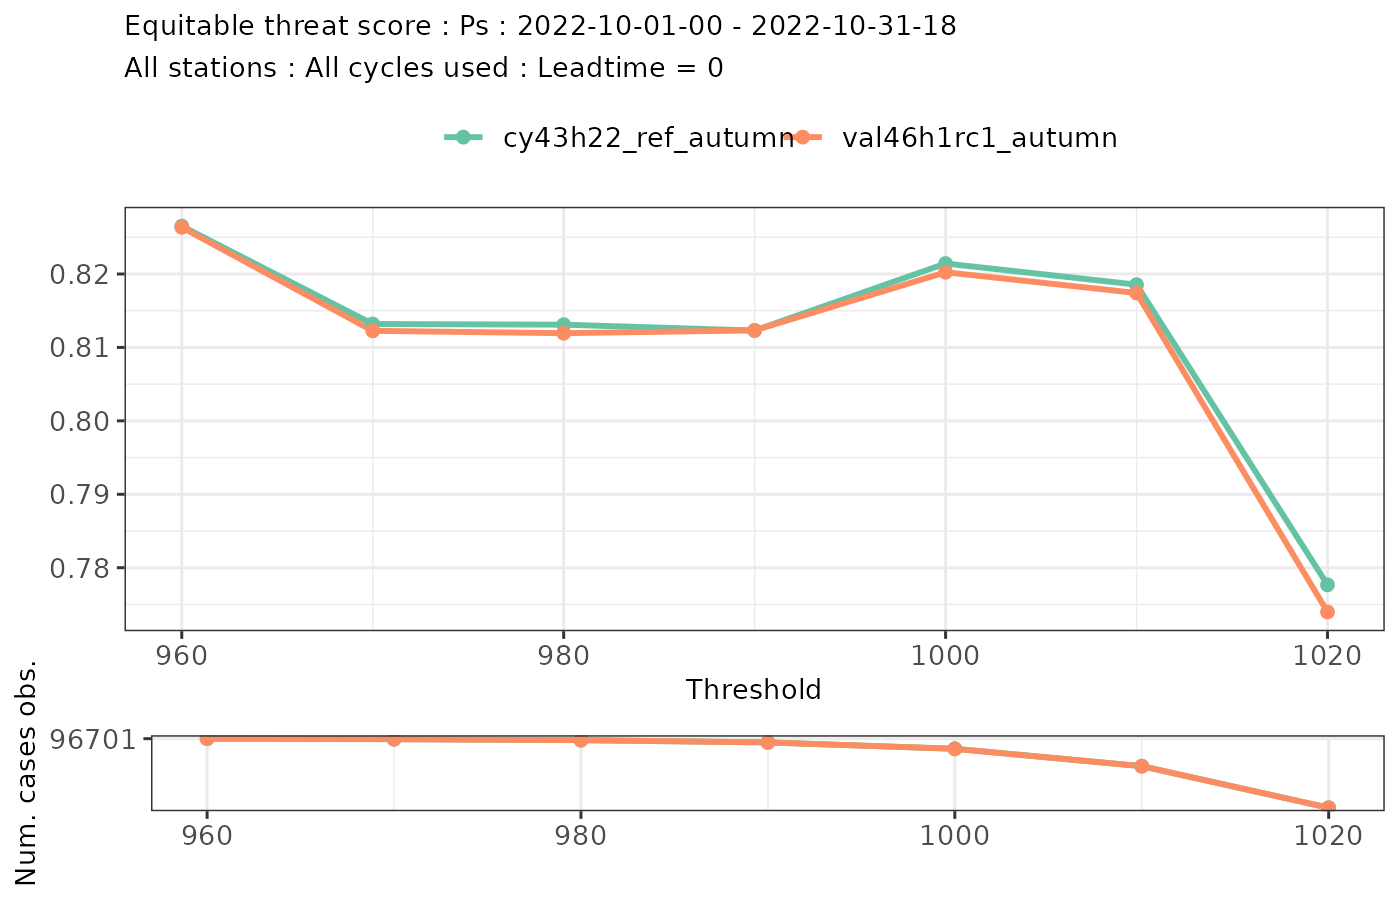 Equitable threat score : Ps : 2022-10-01-00 - 2022-10-31-18
All stations : All cycles used : Leadtime = 0
cy43h22_ref_autumn val46h1rc1_autumn
0.82
0.81
0.80
0.79
0.78
960 980 1000 1020
Threshold
Num. cases obs.
96701
960 980 1000 1020